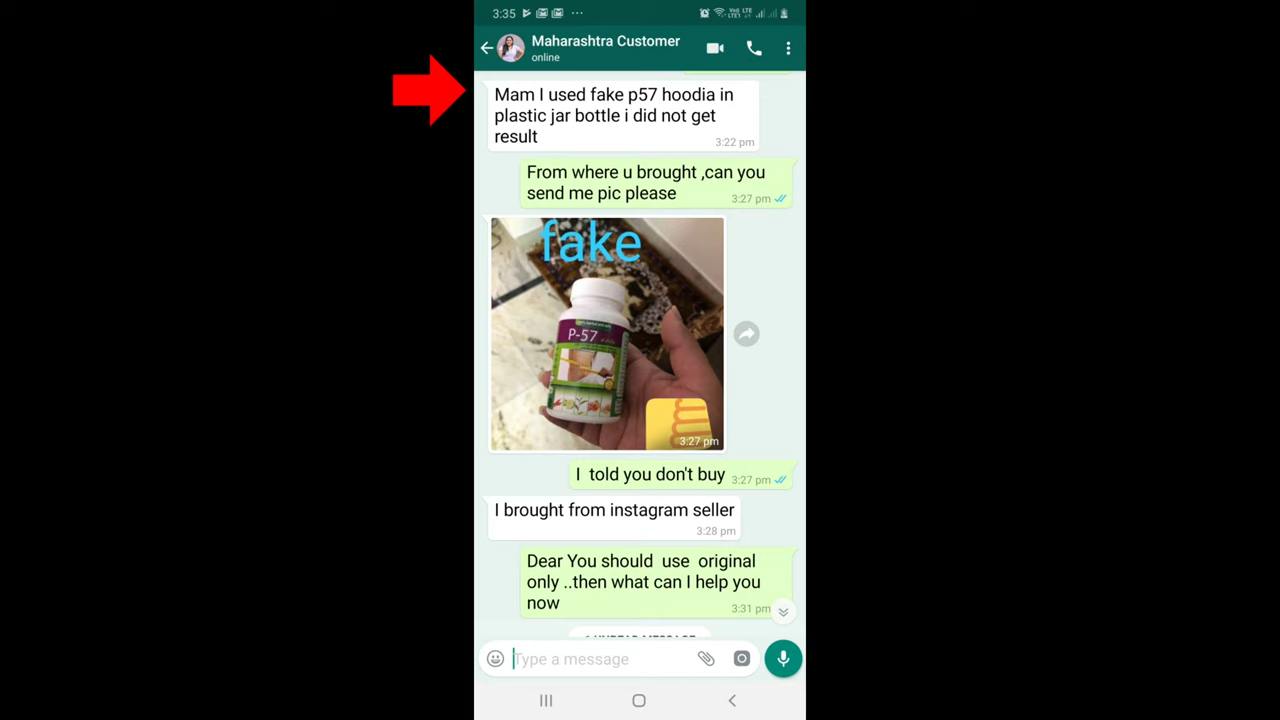 3:35
Maharashtra Customer
online
Mam I used fake p57 hoodia in
plastic jar bottle i did not get
result
3:22 pm
From where u brought ,can you
send me pic please
3:27 pm
fake
P-57
3:27 pm
I told you don't buy
3:27 pm
I brought from instagram seller
3:28 pm
Dear You should use original
only ..then what can I help you
now
3:31 pm
Type a message